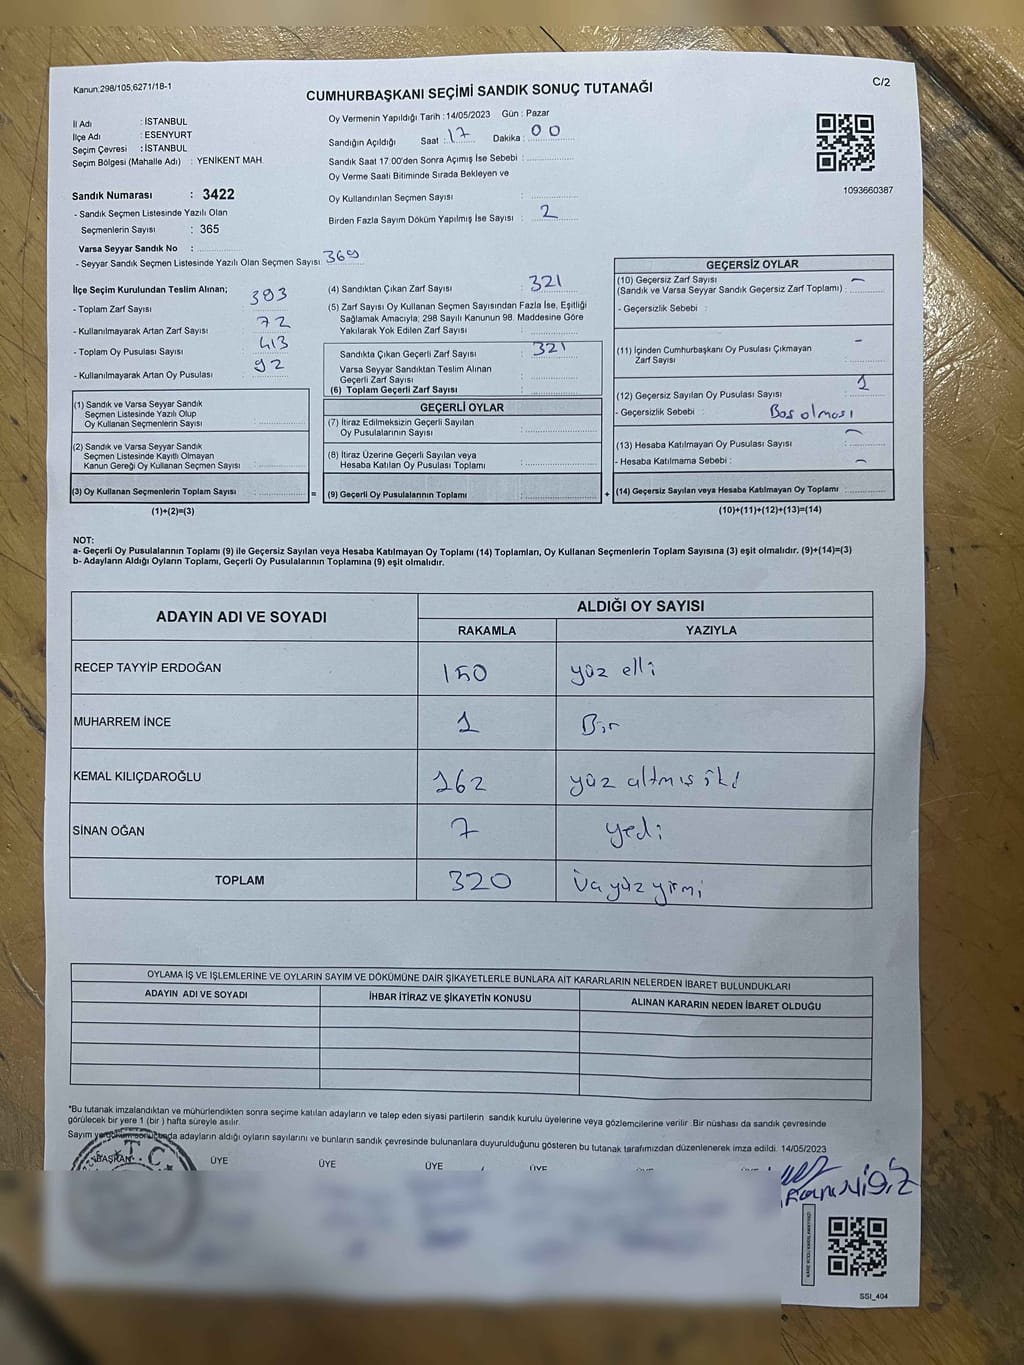 Kanun:298/105,6271/18-1
C/2
CUMHURBAŞKANI SEÇİMİ SANDIK SONUÇ TUTANAĞI
İl Adı : İSTANBUL
İlçe Adı : ESENYURT
Seçim Çevresi : İSTANBUL
Seçim Bölgesi (Mahalle Adı) : YENİKENT MAH.
Sandık Numarası : 3422
- Sandık Seçmen Listesinde Yazılı Olan
Seçmenlerin Sayısı : 365
Varsa Seyyar Sandık No :
- Seyyar Sandık Seçmen Listesinde Yazılı Olan Seçmen Sayısı
Oy Vermenin Yapıldığı Tarih : 14/05/2023 Gün : Pazar
Sandığın Açıldığı Saat : 17 Dakika : 00
Sandık Saat 17:00'den Sonra Açımış İse Sebebi :
Oy Verme Saati Bitiminde Sırada Bekleyen ve
Oy Kullandırılan Seçmen Sayısı :
Birden Fazla Sayım Döküm Yapılmış İse Sayısı : 2
1093660387
İlçe Seçim Kurulundan Teslim Alınan;
- Toplam Zarf Sayısı : 393
- Kullanılmayarak Artan Zarf Sayısı : 72
- Toplam Oy Pusulası Sayısı : 413
- Kullanılmayarak Artan Oy Pusulası : 92
(1) Sandık ve Varsa Seyyar Sandık
Seçmen Listesinde Yazılı Olup
Oy Kullanan Seçmenlerin Sayısı :
(2) Sandık ve Varsa Seyyar Sandık
Seçmen Listesinde Kayıtlı Olmayan
Kanun Gereği Oy Kullanan Seçmen Sayısı :
(3) Oy Kullanan Seçmenlerin Toplam Sayısı :
(1)+(2)=(3)
(4) Sandıktan Çıkan Zarf Sayısı : 321
(5) Zarf Sayısı Oy Kullanan Seçmen Sayısından Fazla İse, Eşitliği
Sağlamak Amacıyla; 298 Sayılı Kanunun 98. Maddesine Göre
Yakılarak Yok Edilen Zarf Sayısı :
Sandıkta Çıkan Geçerli Zarf Sayısı : 321
Varsa Seyyar Sandıktan Teslim Alınan
Geçerli Zarf Sayısı :
(6) Toplam Geçerli Zarf Sayısı :
GEÇERLİ OYLAR
(7) İtiraz Edilmeksizin Geçerli Sayılan
Oy Pusulalarının Sayısı :
(8) İtiraz Üzerine Geçerli Sayılan veya
Hesaba Katılan Oy Pusulası Toplamı :
= (9) Geçerli Oy Pusulalarının Toplamı : +
GEÇERSİZ OYLAR
(10) Geçersiz Zarf Sayısı
(Sandık ve Varsa Seyyar Sandık Geçersiz Zarf Toplamı) : -
- Geçersizlik Sebebi :
(11) İçinden Cumhurbaşkanı Oy Pusulası Çıkmayan
Zarf Sayısı : -
(12) Geçersiz Sayılan Oy Pusulası Sayısı : 1
- Geçersizlik Sebebi : Boş olması
(13) Hesaba Katılmayan Oy Pusulası Sayısı : -
- Hesaba Katılmama Sebebi : -
(14) Geçersiz Sayılan veya Hesaba Katılmayan Oy Toplamı :
(10)+(11)+(12)+(13)=(14)
NOT:
a- Geçerli Oy Pusulalarının Toplamı (9) ile Geçersiz Sayılan veya Hesaba Katılmayan Oy Toplamı (14) Toplamları, Oy Kullanan Seçmenlerin Toplam Sayısına (3) eşit olmalıdır. (9)+(14)=(3)
b- Adayların Aldığı Oyların Toplamı, Geçerli Oy Pusulalarının Toplamına (9) eşit olmalıdır.
ADAYIN ADI VE SOYADI
ALDIĞI OY SAYISI
RAKAMLA YAZIYLA
RECEP TAYYİP ERDOĞAN 150 yüz elli
MUHARREM İNCE 1 Bir
KEMAL KILIÇDAROĞLU 162 yüz altmış iki
SİNAN OĞAN 7 yedi
TOPLAM 320 üçyüz yirmi
OYLAMA İŞ VE İŞLEMLERİNE VE OYLARIN SAYIM VE DÖKÜMÜNE DAİR ŞİKAYETLERLE BUNLARA AİT KARARLARIN NELERDEN İBARET BULUNDUKLARI
ADAYIN ADI VE SOYADI İHBAR İTİRAZ VE ŞİKAYETİN KONUSU ALINAN KARARIN NEDEN İBARET OLDUĞU
*Bu tutanak imzalandıktan ve mühürlendikten sonra seçime katılan adayların ve talep eden siyasi partilerin sandık kurulu üyelerine veya gözlemcilerine verilir. Bir nüshası da sandık çevresinde
görülecek bir yere 1 (bir) hafta süreyle asılır.
Sayım ve döküm sonucunda adayların aldığı oyların sayılarını ve bunların sandık çevresinde bulunanlara duyurulduğunu gösteren bu tutanak tarafımızdan düzenlenerek imza edildi. 14/05/2023
BAŞKAN ÜYE ÜYE ÜYE ÜYE
T.C.
SSI_404